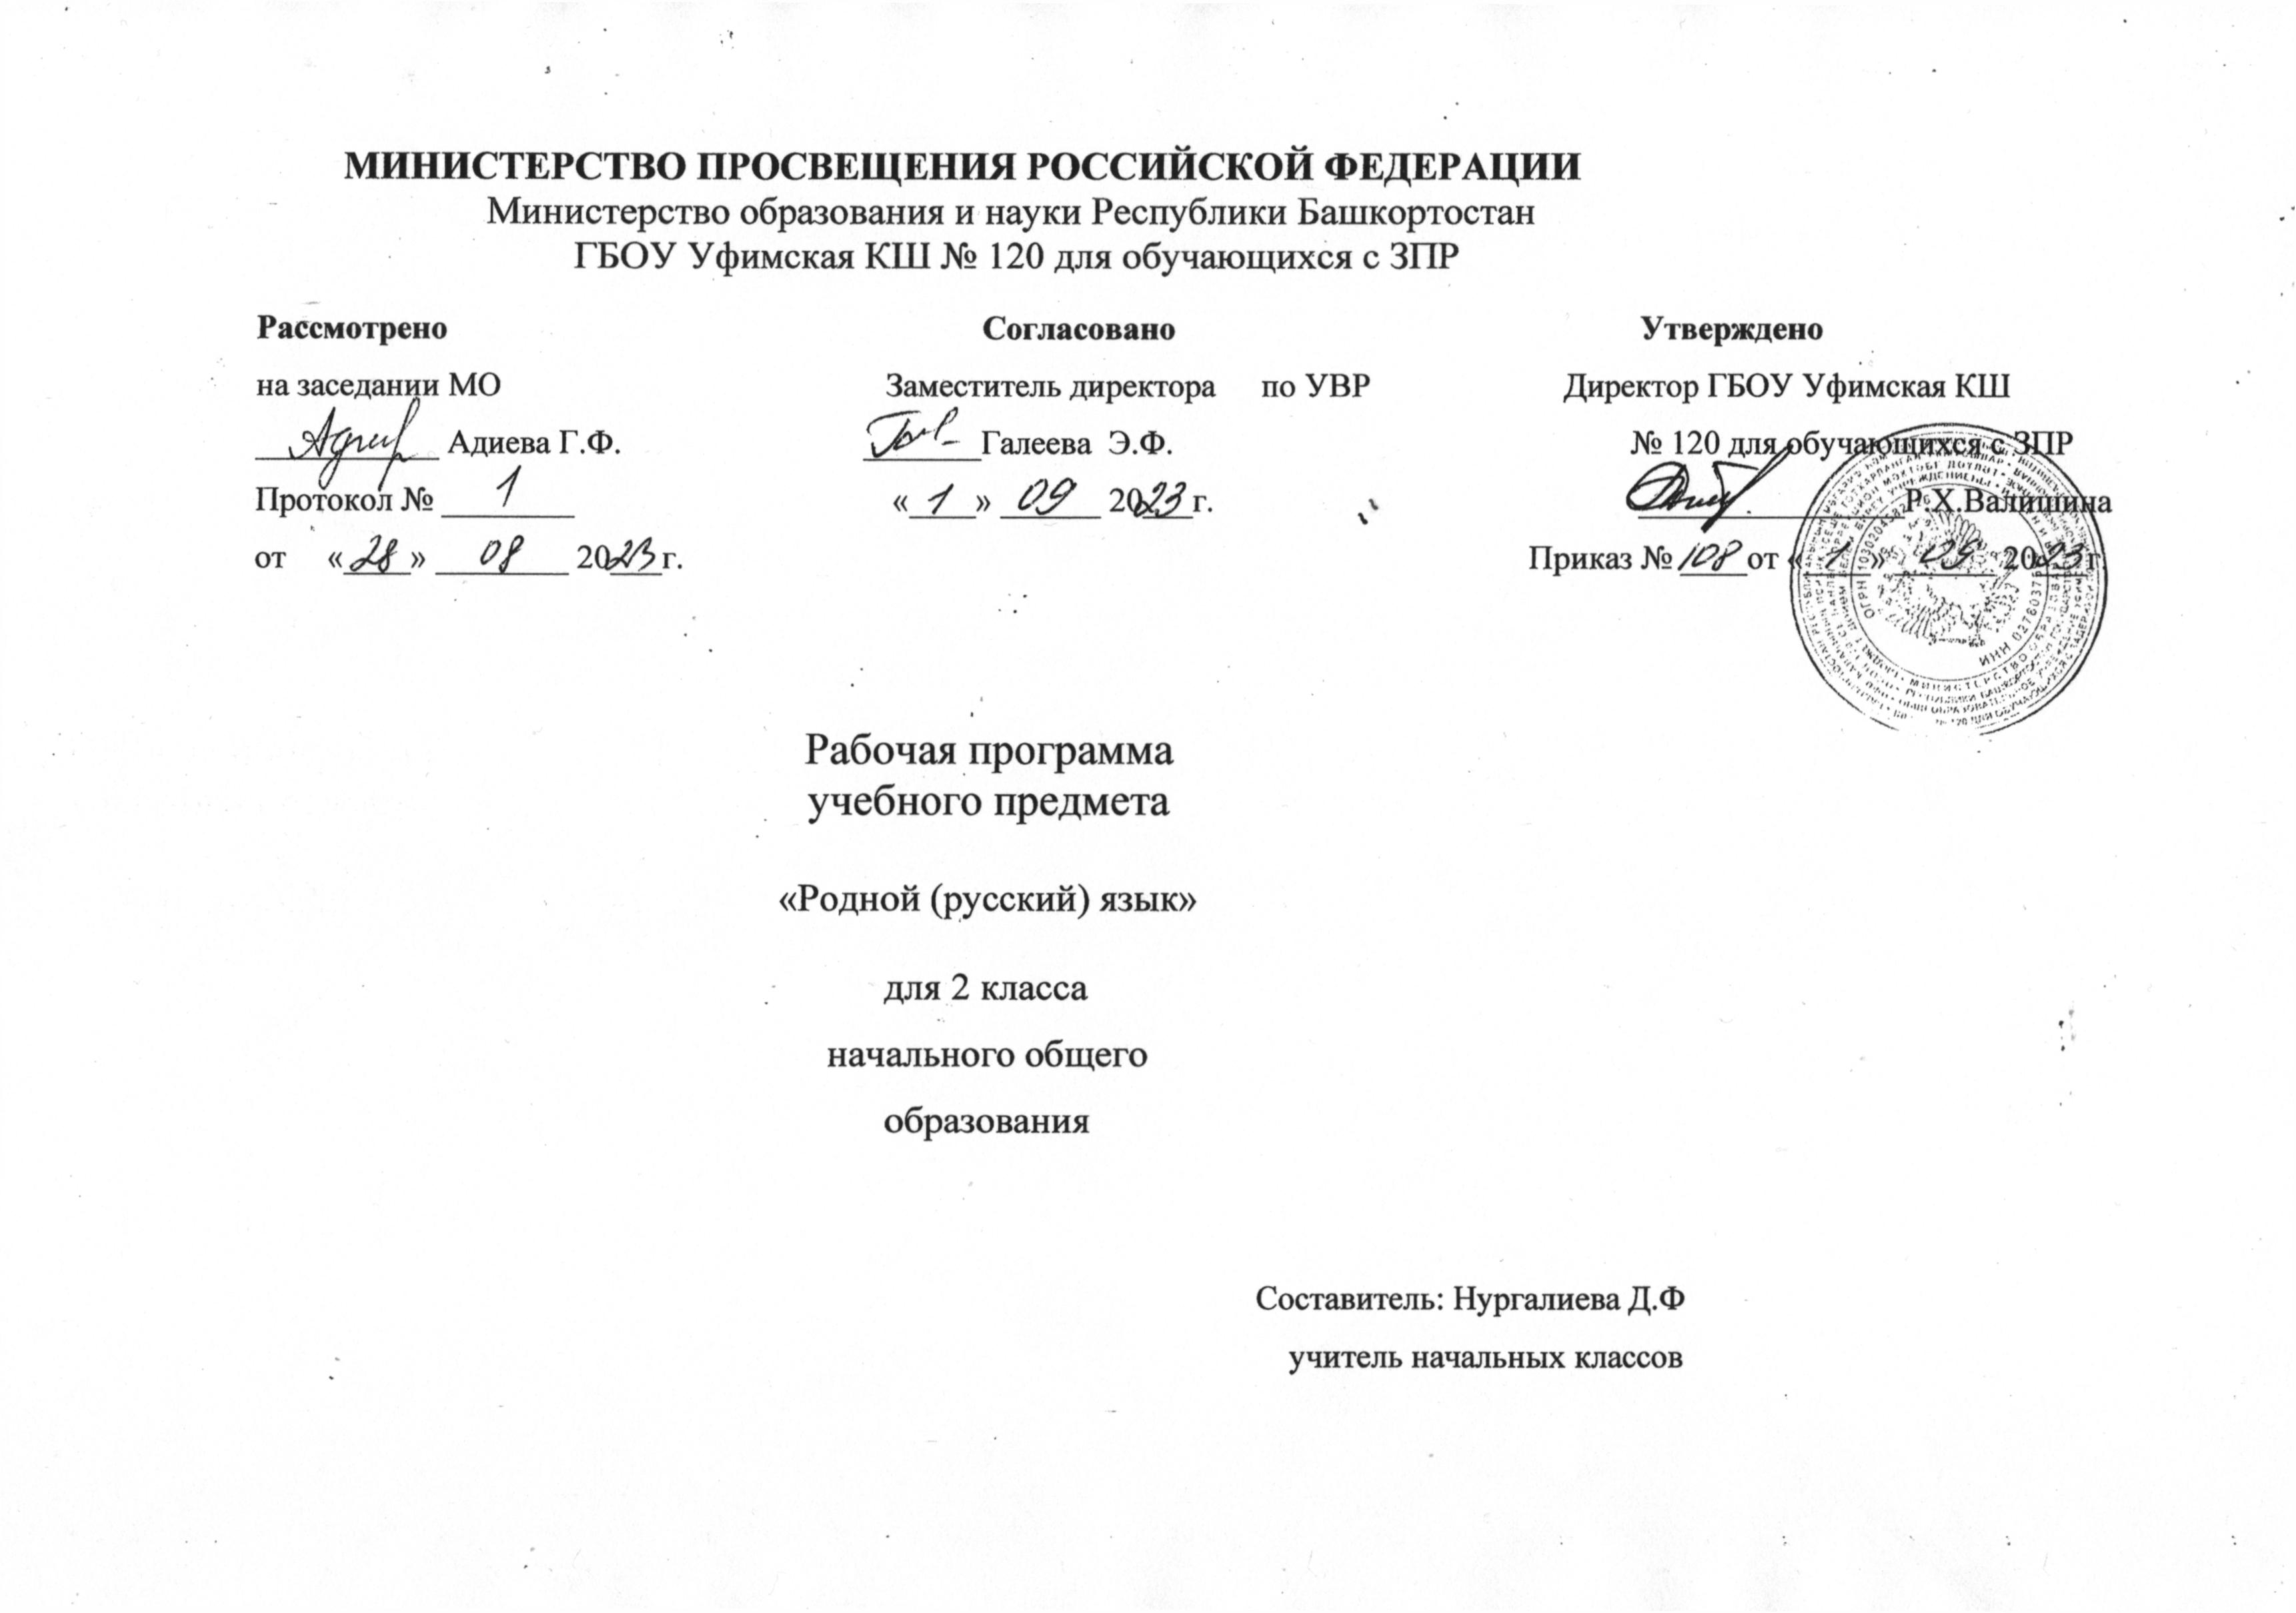 МИНИСТЕРСТВО ПРОСВЕЩЕНИЯ РОССИЙСКОЙ ФЕДЕРАЦИИ
Министерство образования и науки Республики Башкортостан
ГБОУ Уфимская КШ № 120 для обучающихся с ЗПР
Рассмотрено
на заседании МО
Адиева Г.Ф.
Протокол № 1
от «28» 08 2023г.
Согласовано
Заместитель директора по УВР
Галеева Э.Ф.
«1» 09 2023г.
Утверждено
Директор ГБОУ Уфимская КШ
№ 120 для обучающихся с ЗПР
Р.Х.Валишина
Приказ № 108 от «1» 09 2023г
Рабочая программа
учебного предмета
«Родной (русский) язык»
для 2 класса
начального общего
образования
Составитель: Нургалиева Д.Ф
учитель начальных классов